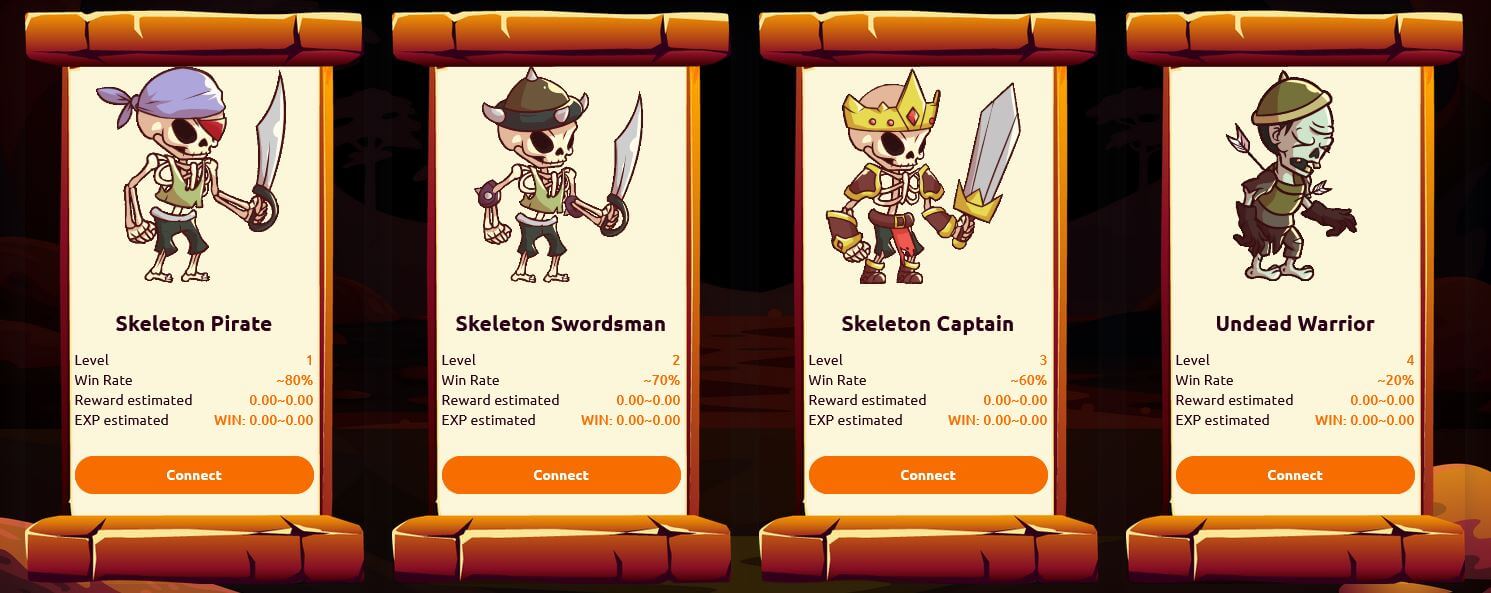 Skeleton Pirate
Level 1
Win Rate ~80%
Reward estimated 0.00~0.00
EXP estimated WIN: 0.00~0.00
Connect
Skeleton Swordsman
Level 2
Win Rate ~70%
Reward estimated 0.00~0.00
EXP estimated WIN: 0.00~0.00
Connect
Skeleton Captain
Level 3
Win Rate ~60%
Reward estimated 0.00~0.00
EXP estimated WIN: 0.00~0.00
Connect
Undead Warrior
Level 4
Win Rate ~20%
Reward estimated 0.00~0.00
EXP estimated WIN: 0.00~0.00
Connect